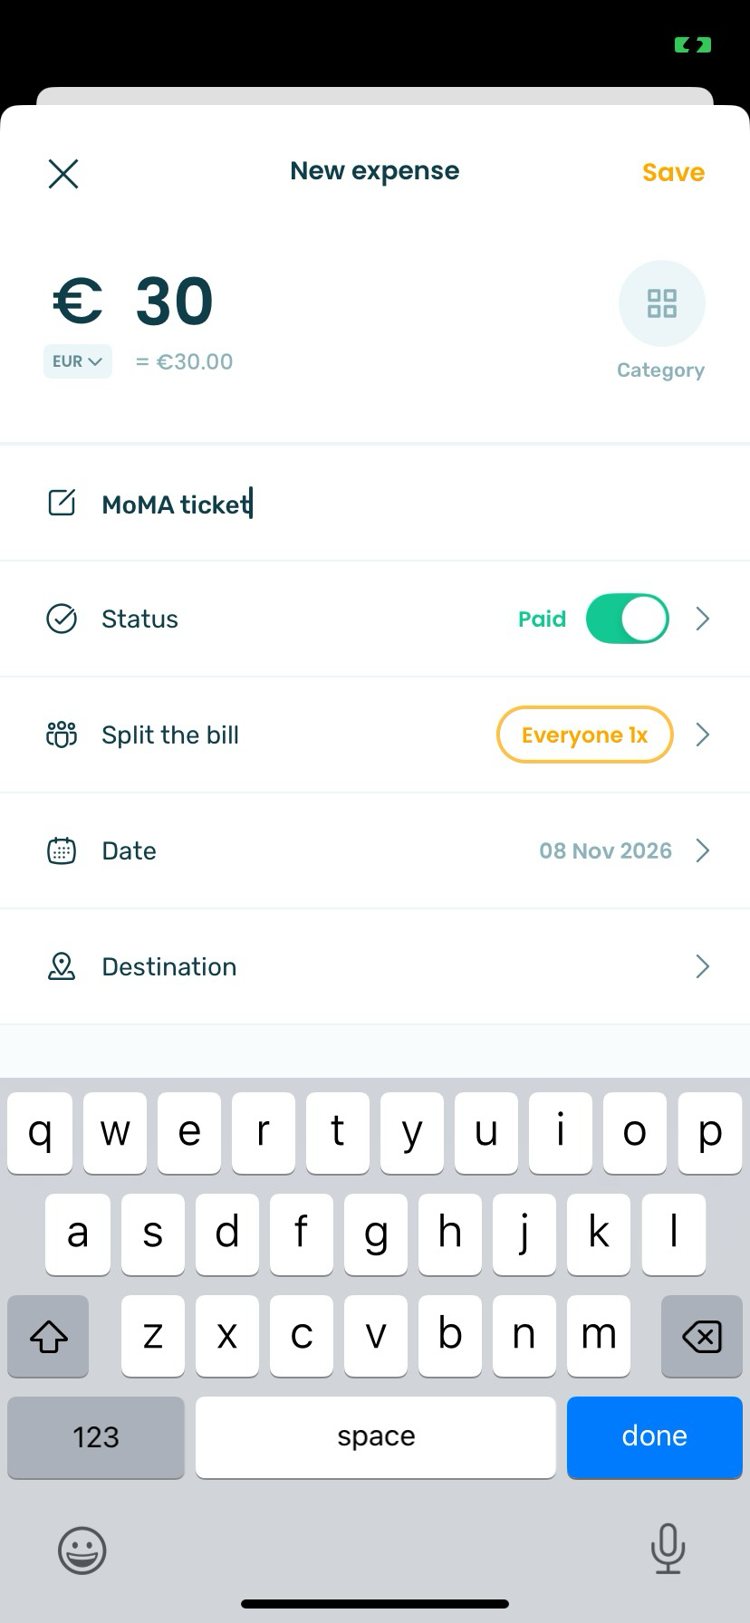 New expense
Save
€ 30
EUR
= €30.00
Category
MoMA ticket
Status
Paid
Split the bill
Everyone 1x
Date
08 Nov 2026
Destination
q w e r t y u i o p
a s d f g h j k l
z x c v b n m
123
space
done